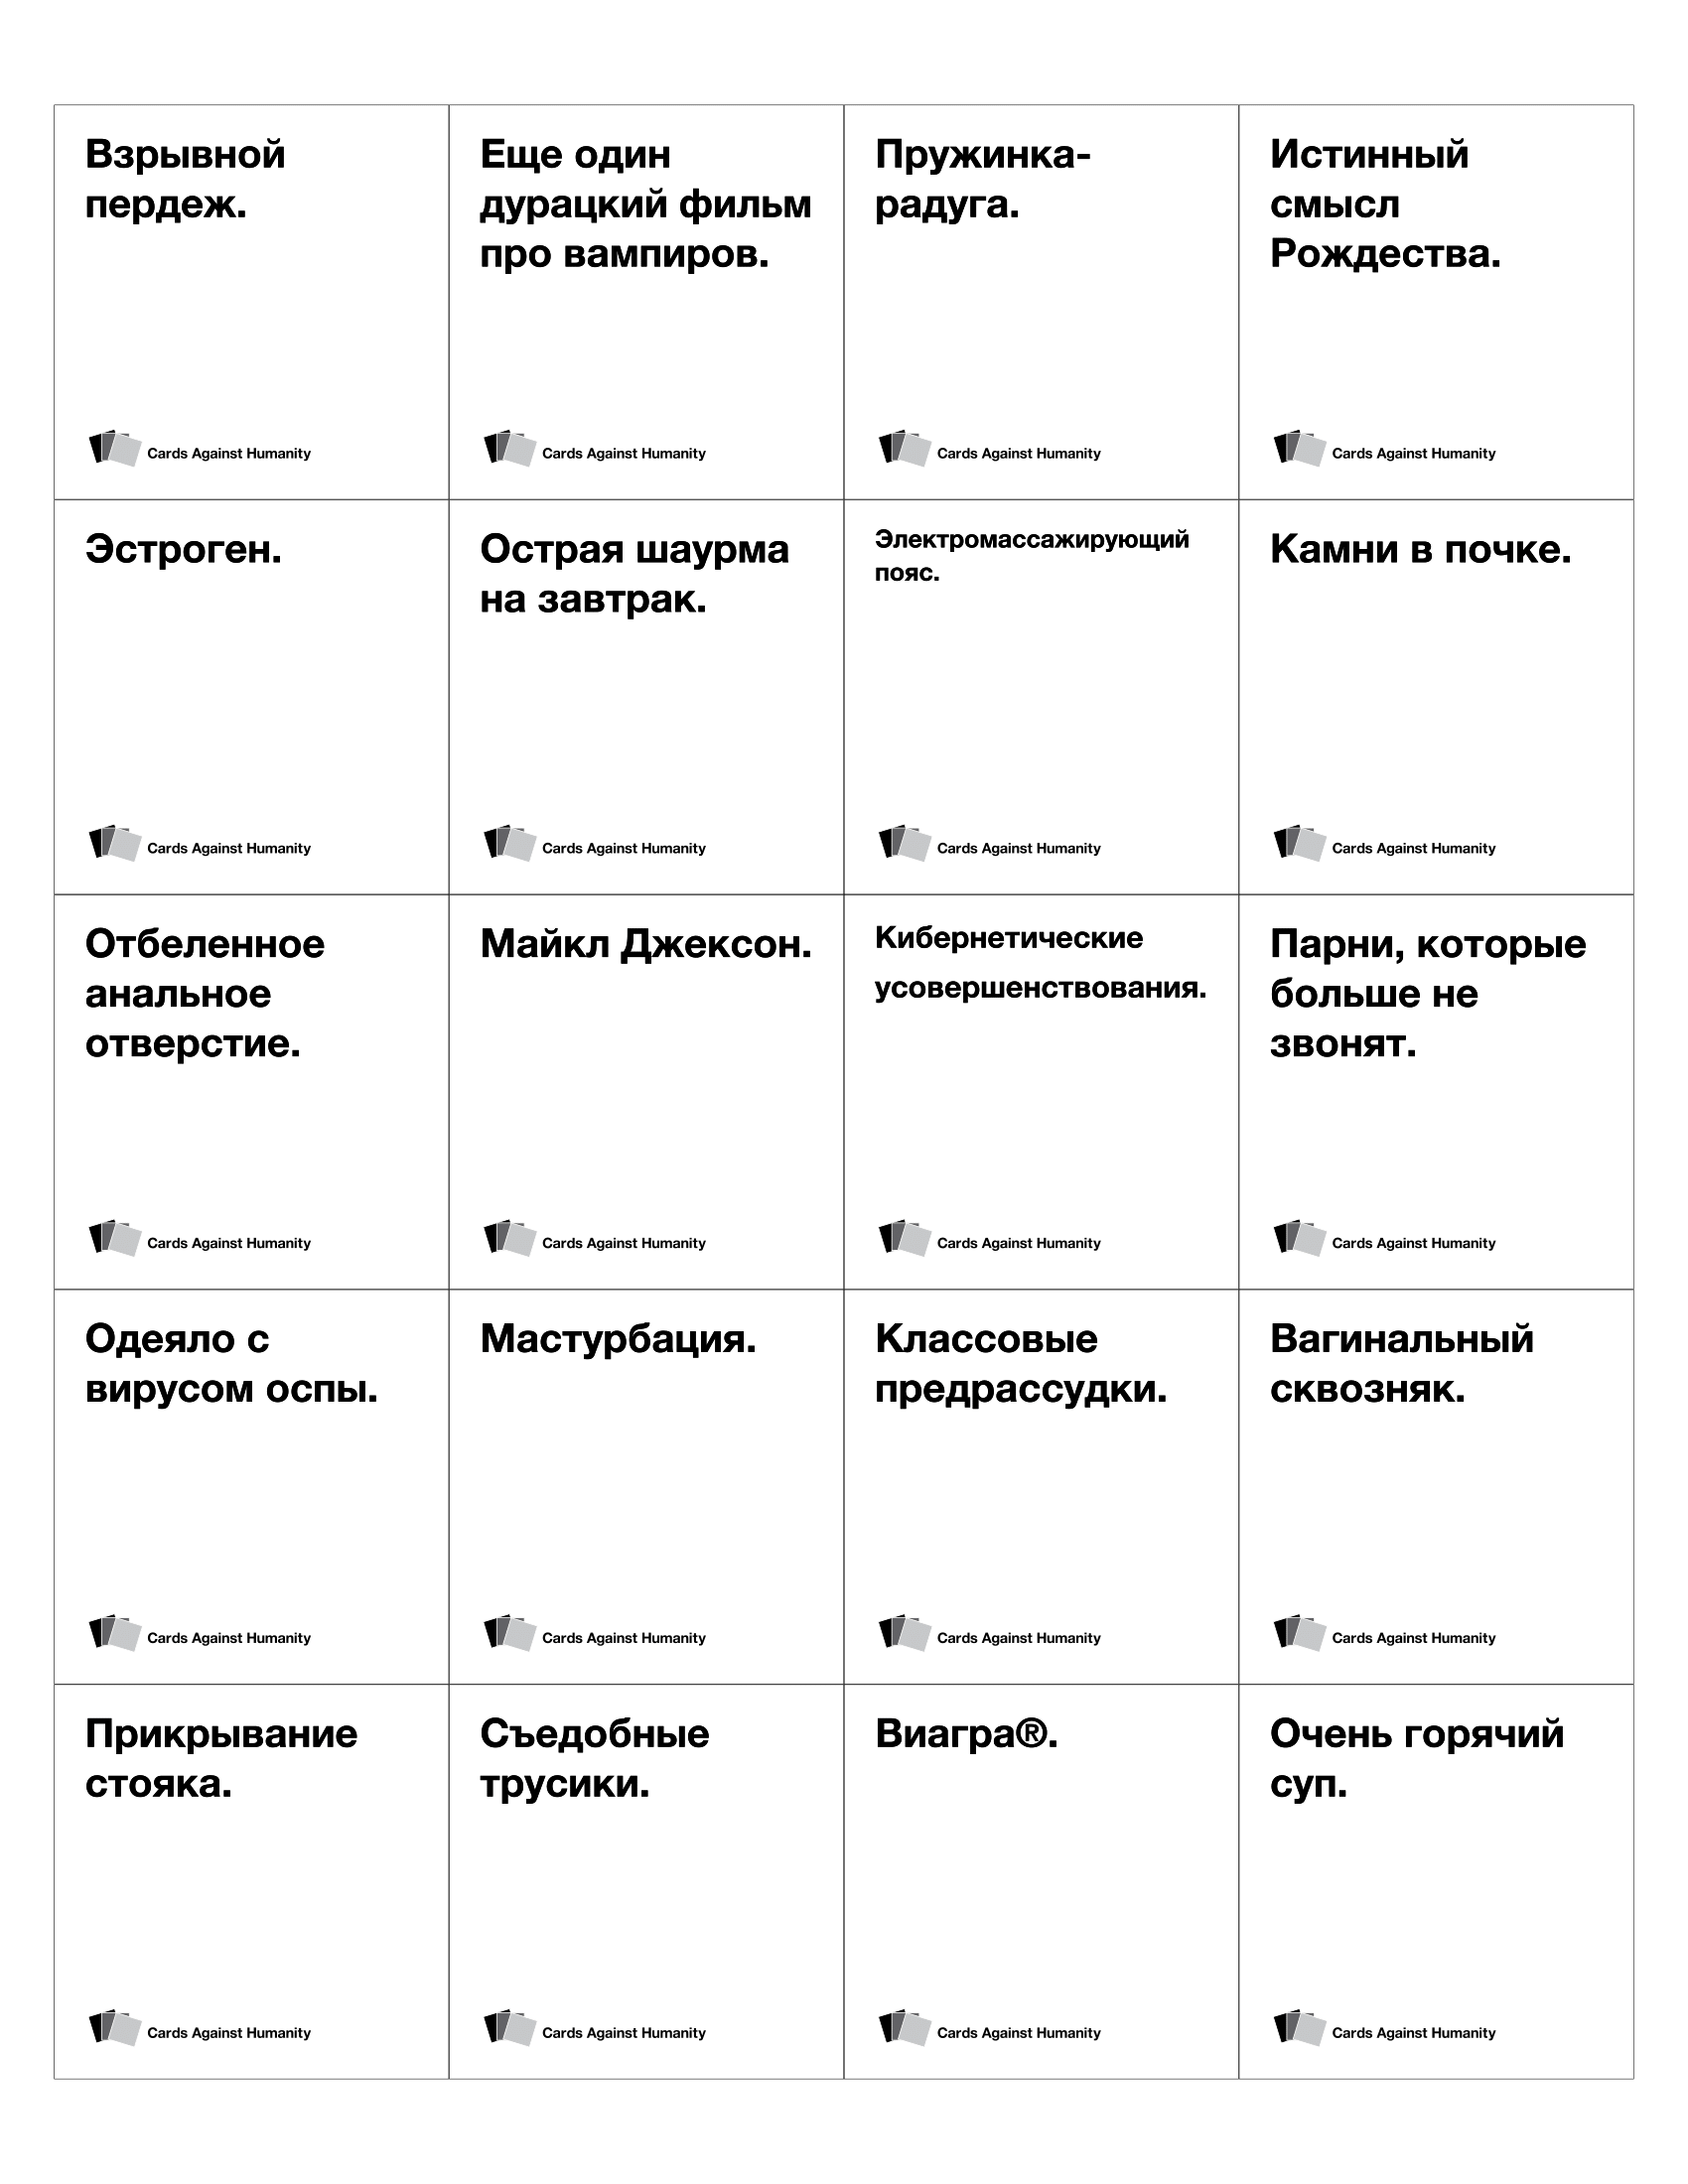 Взрывной
пердеж.
Cards Against Humanity
Еще один
дурацкий фильм
про вампиров.
Cards Against Humanity
Пружинка-
радуга.
Cards Against Humanity
Истинный
смысл
Рождества.
Cards Against Humanity
Эстроген.
Cards Against Humanity
Острая шаурма
на завтрак.
Cards Against Humanity
Электромассажирующий
пояс.
Cards Against Humanity
Камни в почке.
Cards Against Humanity
Отбеленное
анальное
отверстие.
Cards Against Humanity
Майкл Джексон.
Cards Against Humanity
Кибернетические
усовершенствования.
Cards Against Humanity
Парни, которые
больше не
звонят.
Cards Against Humanity
Одеяло с
вирусом оспы.
Cards Against Humanity
Мастурбация.
Cards Against Humanity
Классовые
предрассудки.
Cards Against Humanity
Вагинальный
сквозняк.
Cards Against Humanity
Прикрывание
стояка.
Cards Against Humanity
Съедобные
трусики.
Cards Against Humanity
Виагра®.
Cards Against Humanity
Очень горячий
суп.
Cards Against Humanity